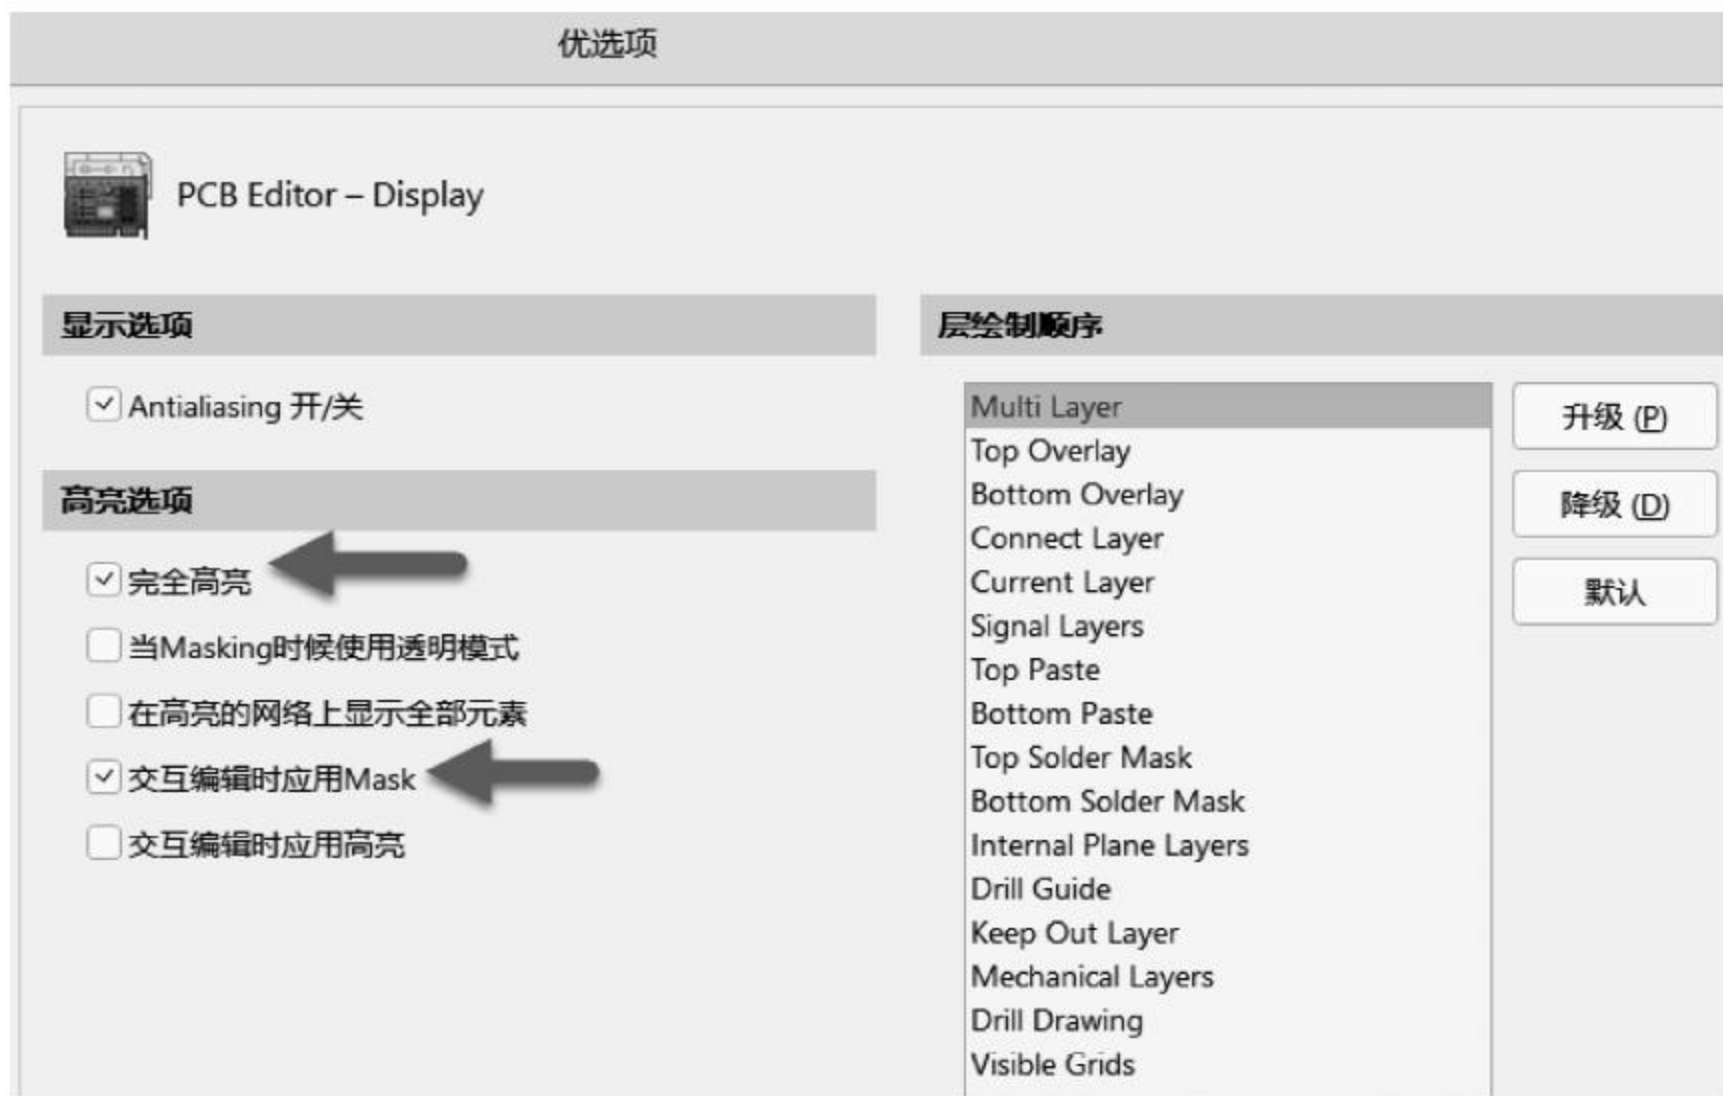 优选项
PCB Editor – Display
显示选项
Antialiasing 开/关
高亮选项
完全高亮
当Masking时候使用透明模式
在高亮的网络上显示全部元素
交互编辑时应用Mask
交互编辑时应用高亮
层绘制顺序
Multi Layer
Top Overlay
Bottom Overlay
Connect Layer
Current Layer
Signal Layers
Top Paste
Bottom Paste
Top Solder Mask
Bottom Solder Mask
Internal Plane Layers
Drill Guide
Keep Out Layer
Mechanical Layers
Drill Drawing
Visible Grids
升级 (P)
降级 (D)
默认